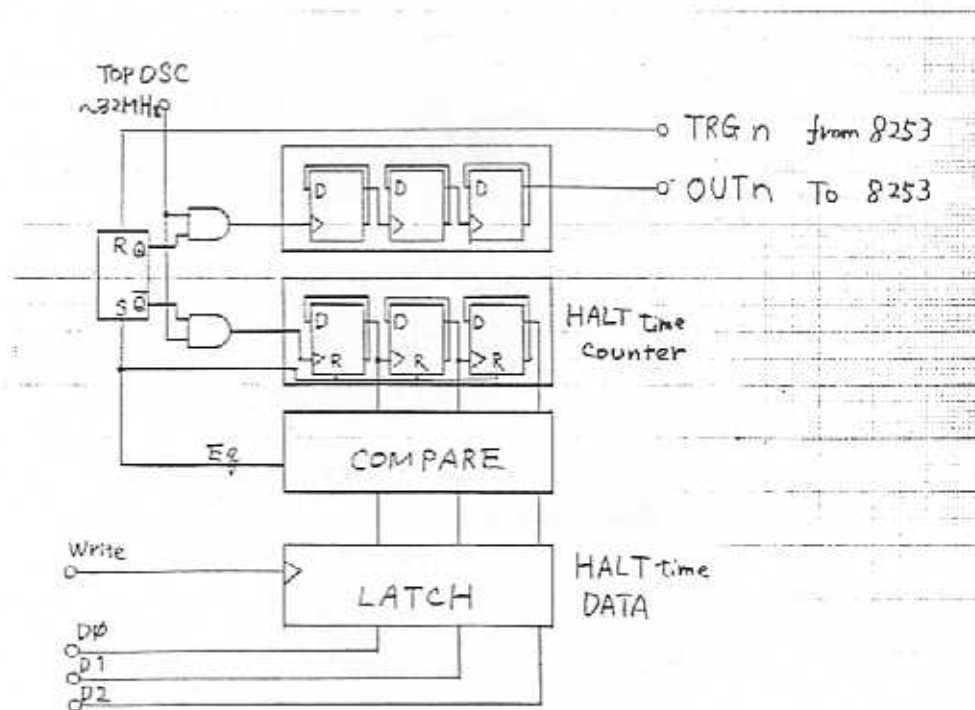 TOP OSC
~32MHz
TRG n from 8253
OUTn To 8253
D D D
R Q
S Q̅
D D D
R R R
HALT time
Counter
Eq
COMPARE
Write
LATCH
HALT time
DATA
DØ
D1
D2